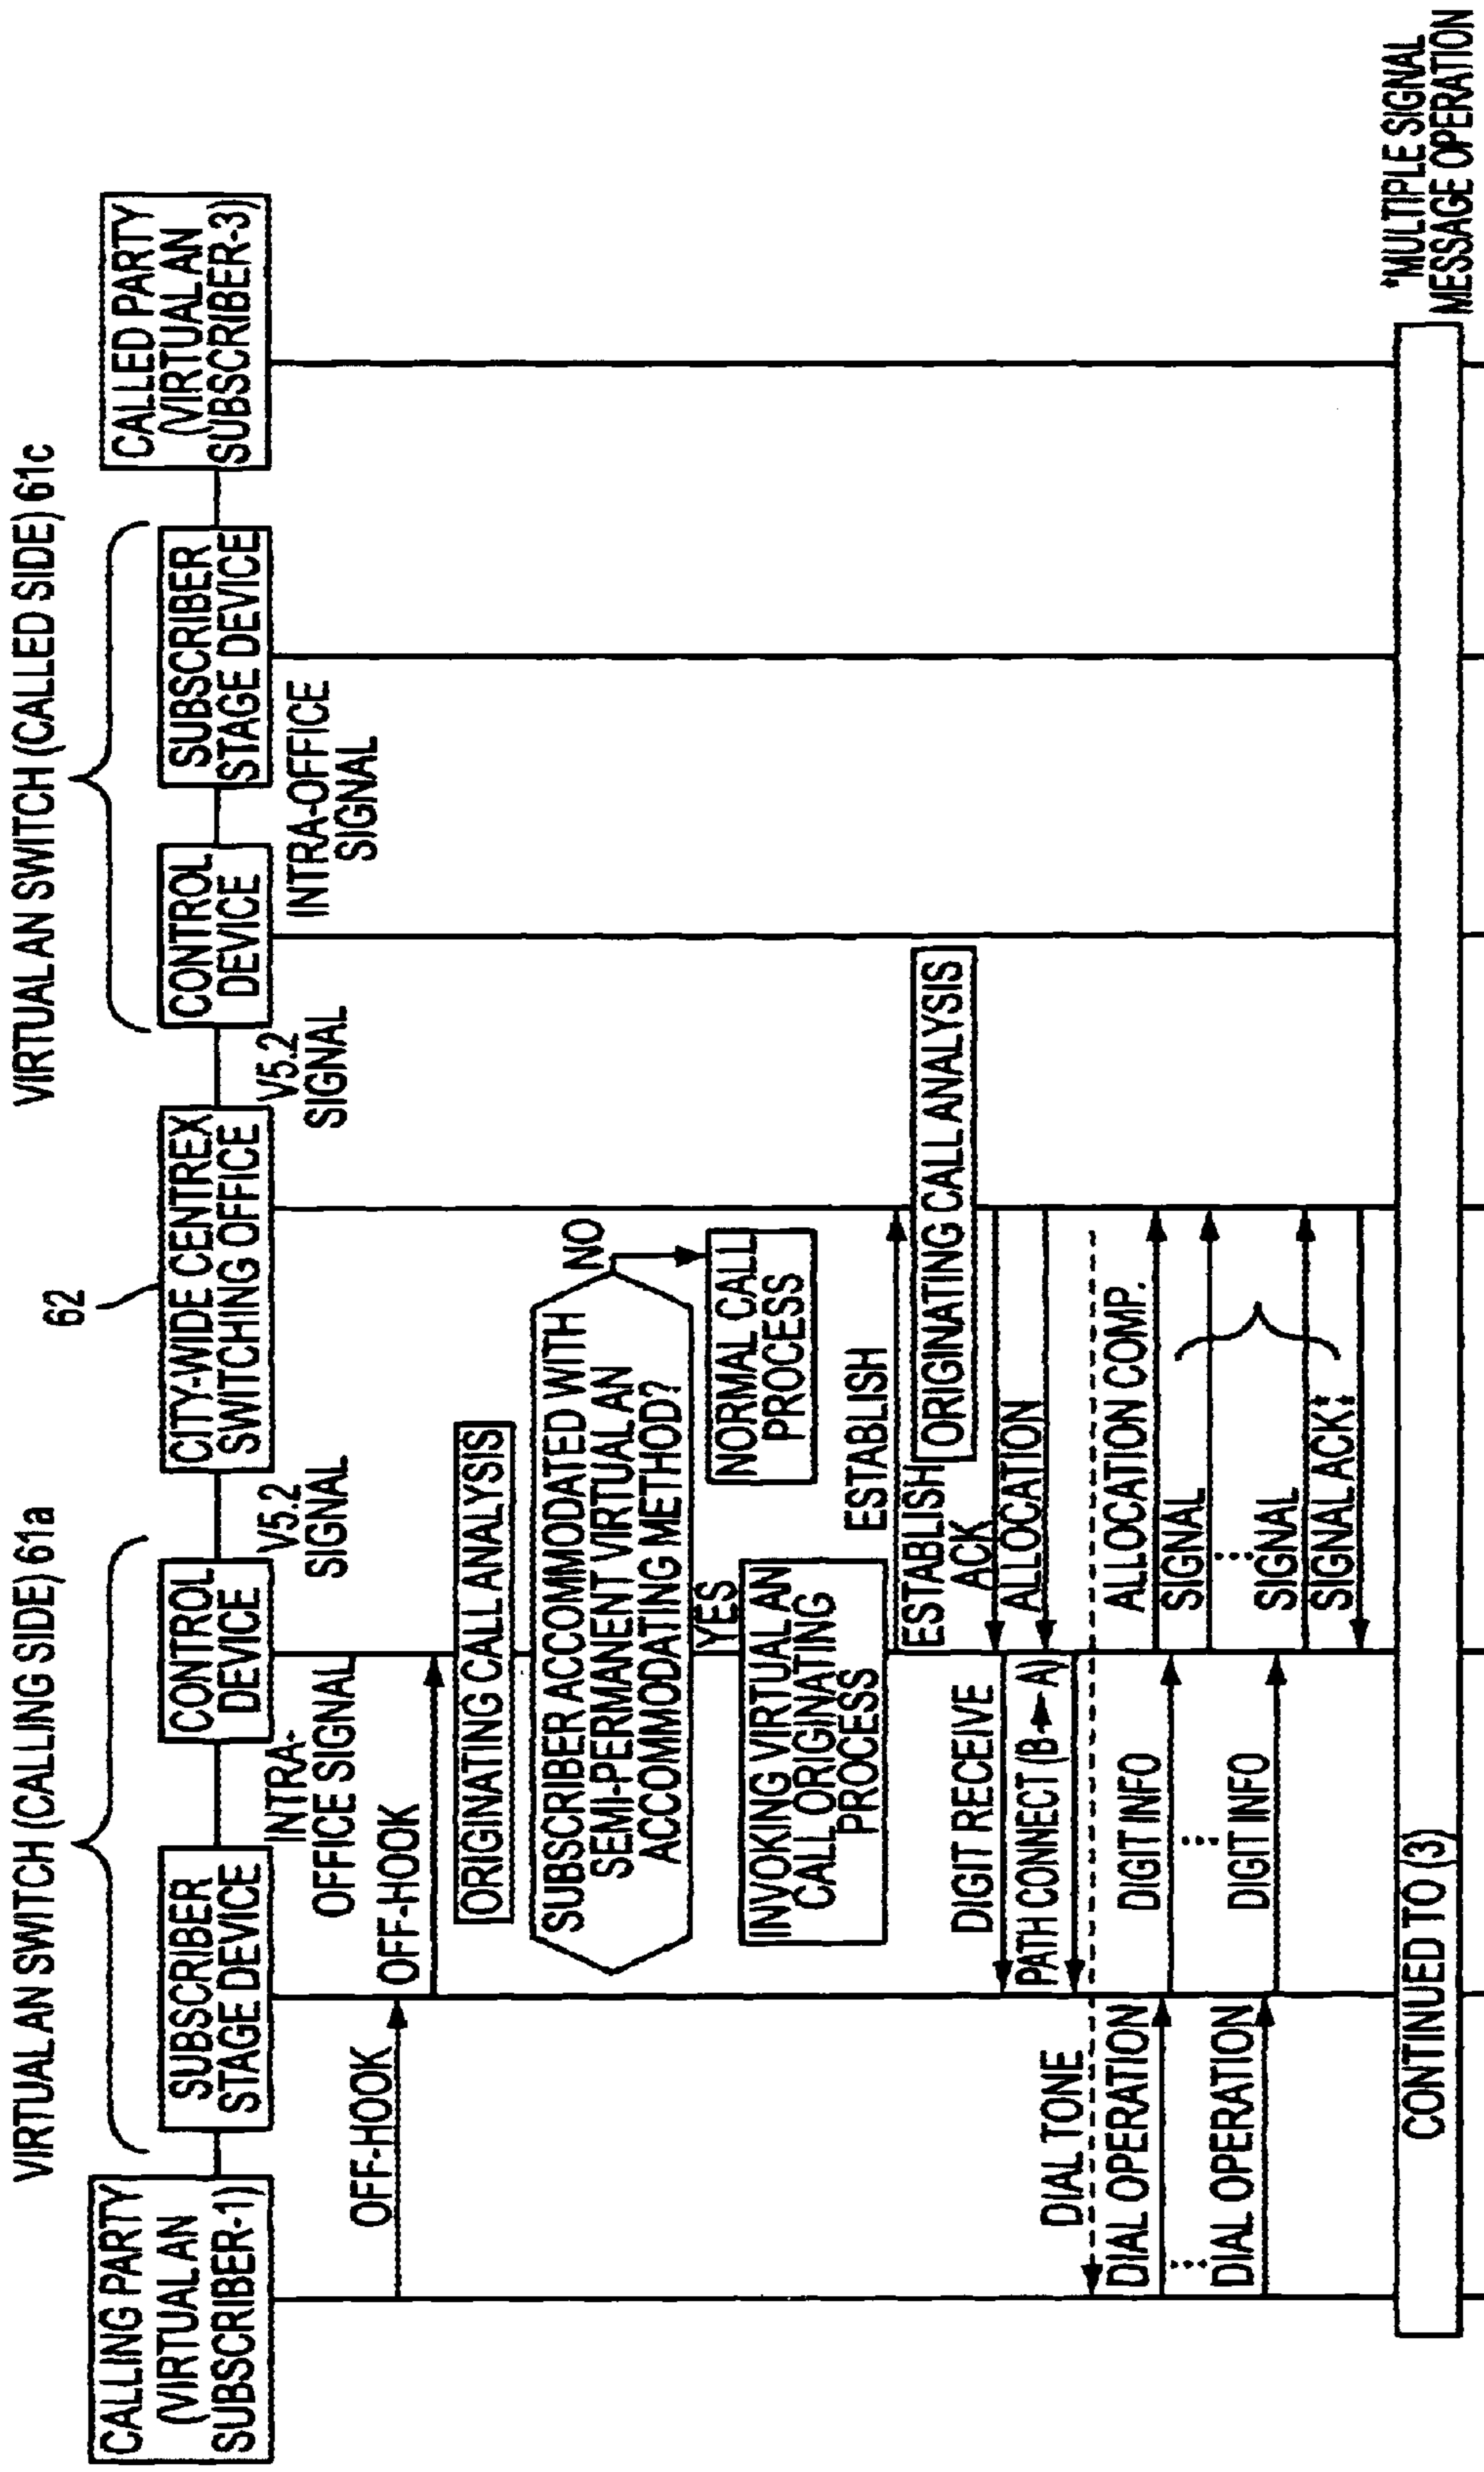 VIRTUAL AN SWITCH (CALLING SIDE) 61a
VIRTUAL AN SWITCH (CALLED SIDE) 61c
62
CALLING PARTY
(VIRTUAL AN
SUBSCRIBER-1)
SUBSCRIBER
STAGE DEVICE
CONTROL
DEVICE
CITY-WIDE CENTREX
SWITCHING OFFICE
CONTROL
DEVICE
SUBSCRIBER
STAGE DEVICE
CALLED PARTY
(VIRTUAL AN
SUBSCRIBER-3)
INTRA-
OFFICE SIGNAL
V5.2
SIGNAL
V5.2
SIGNAL
INTRA-OFFICE
SIGNAL
OFF-HOOK
OFF-HOOK
ORIGINATING CALL ANALYSIS
SUBSCRIBER ACCOMMODATED WITH
SEMI-PERMANENT VIRTUAL AN
ACCOMMODATING METHOD?
NO
NORMAL CALL
PROCESS
YES
INVOKING VIRTUAL AN
CALL ORIGINATING
PROCESS
ESTABLISH
ORIGINATING CALL ANALYSIS
ESTABLISH
ACK
DIGIT RECEIVE
ALLOCATION
PATH CONNECT (B→A)
DIAL TONE
ALLOCATION COMP.
DIAL OPERATION
DIGIT INFO
SIGNAL
DIAL OPERATION
DIGIT INFO
SIGNAL
SIGNAL ACK
CONTINUED TO (3)
*MULTIPLE SIGNAL
MESSAGE OPERATION